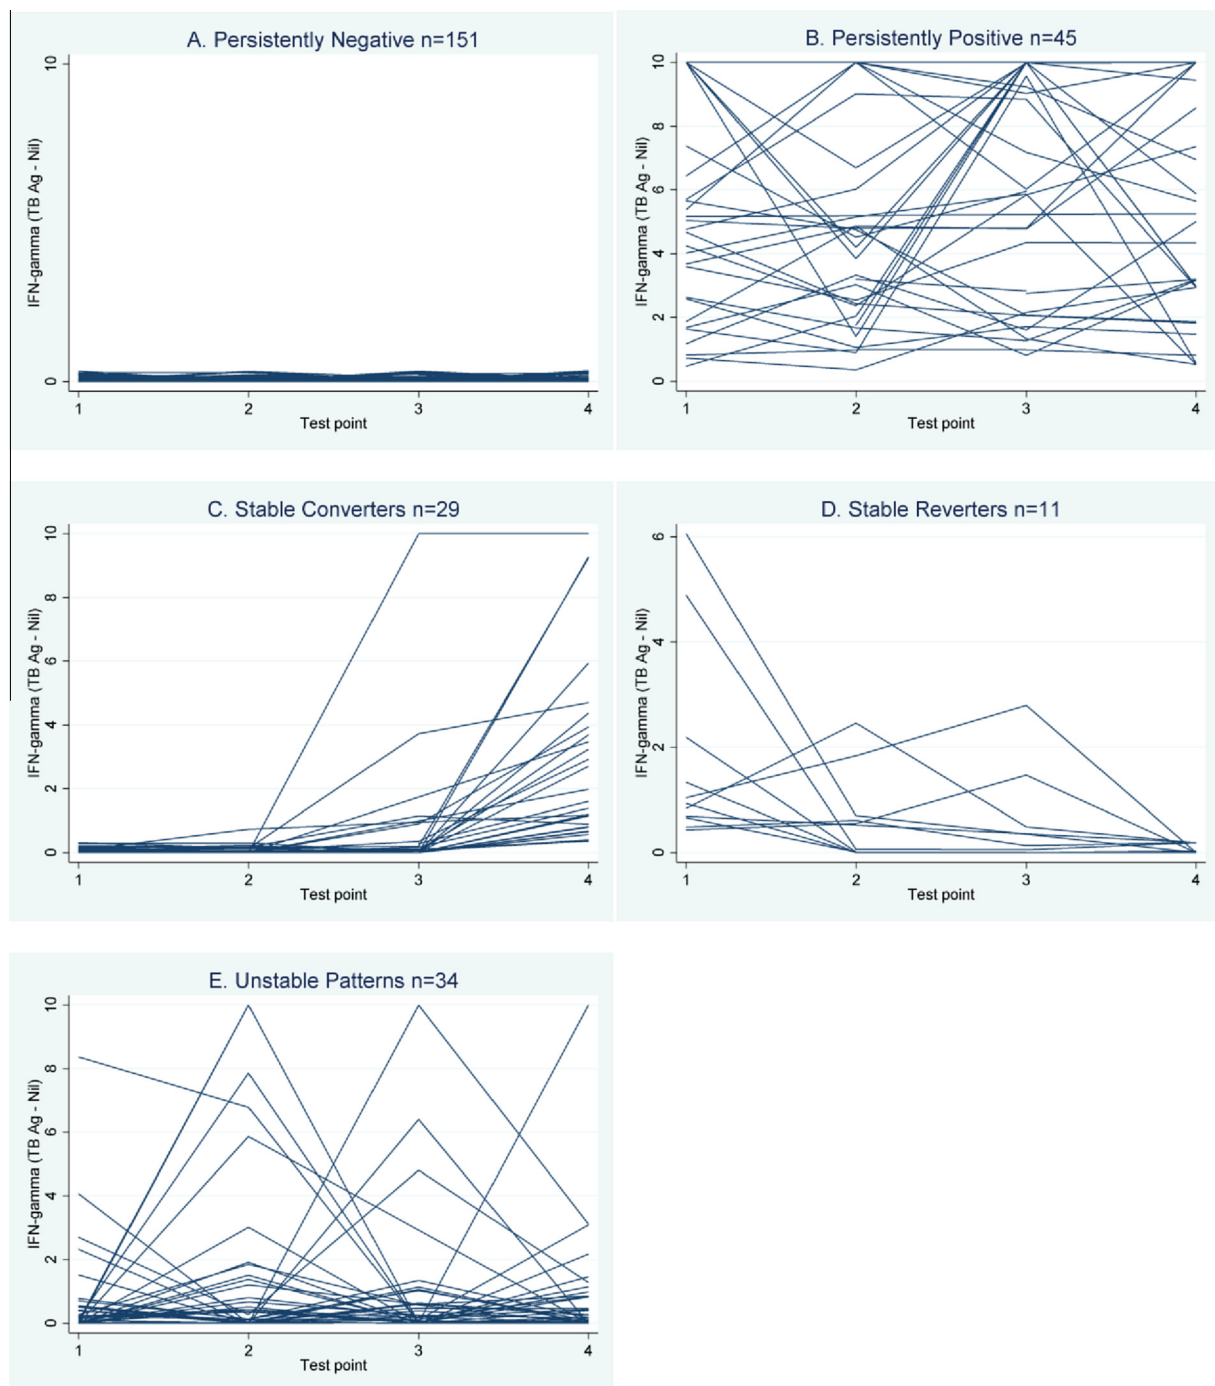 A. Persistently Negative n=151
IFN-gamma (TB Ag - Nil)
10
0
1 2 3 4
Test point
B. Persistently Positive n=45
IFN-gamma (TB Ag - Nil)
10
8
6
4
2
0
1 2 3 4
Test point
C. Stable Converters n=29
IFN-gamma (TB Ag - Nil)
10
8
6
4
2
0
1 2 3 4
Test point
D. Stable Reverters n=11
IFN-gamma (TB Ag - Nil)
6
4
2
0
1 2 3 4
Test point
E. Unstable Patterns n=34
IFN-gamma (TB Ag - Nil)
10
8
6
4
2
0
1 2 3 4
Test point